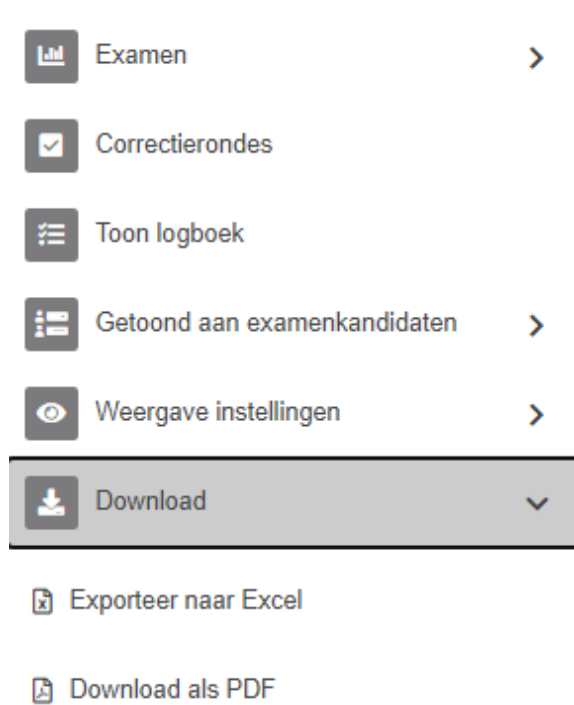 Examen
Correctierondes
Toon logboek
Getoond aan examenkandidaten
Weergave instellingen
Download
Exporteer naar Excel
Download als PDF